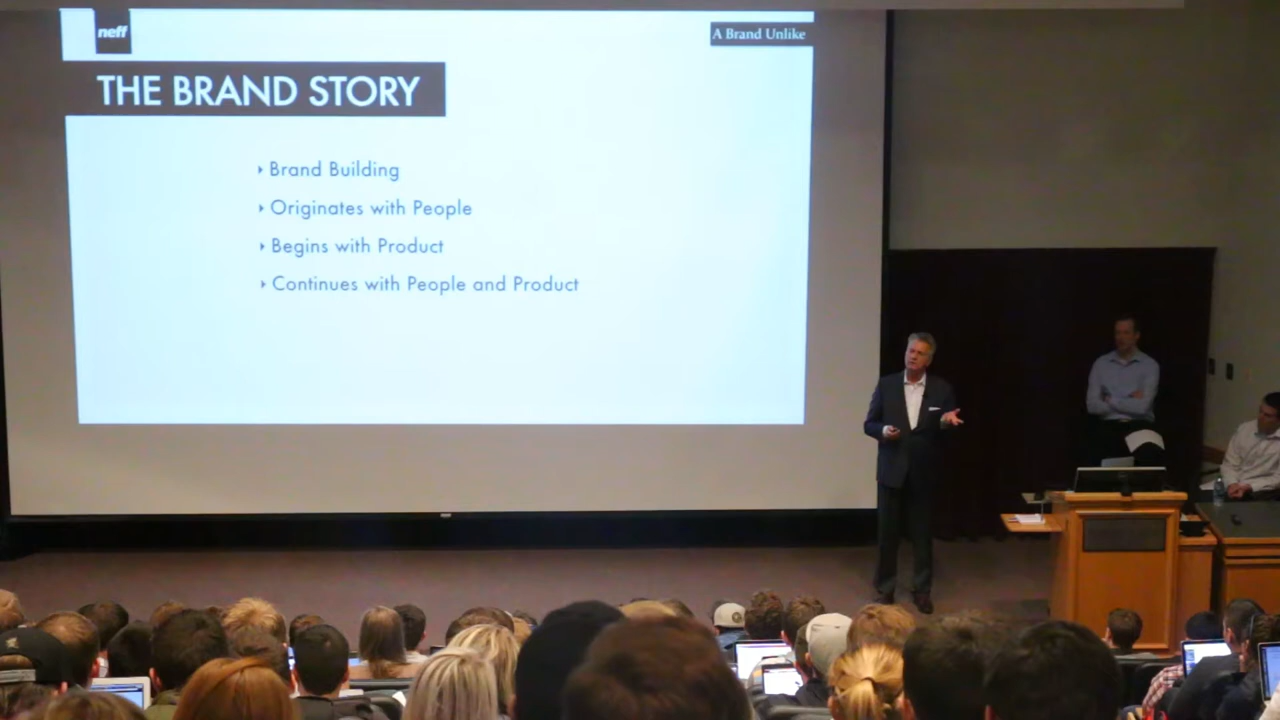 neff
A Brand Unlike
THE BRAND STORY
Brand Building
Originates with People
Begins with Product
Continues with People and Product